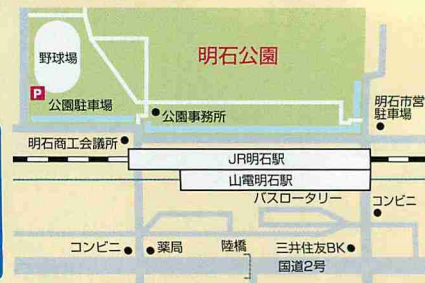 野球場
明石公園
P
公園駐車場
公園事務所
明石市営
駐車場
明石商工会議所
JR明石駅
山電明石駅
バスロータリー
コンビニ
コンビニ
薬局
陸橋
三井住友BK
国道2号